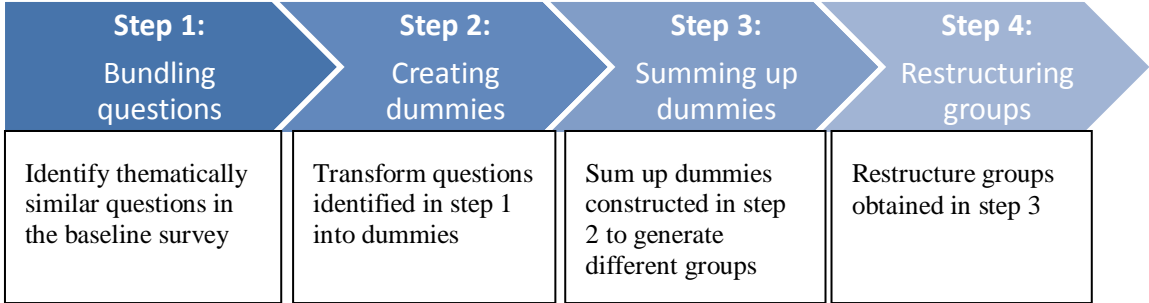 Step 1:
Bundling
questions
Step 2:
Creating
dummies
Step 3:
Summing up
dummies
Step 4:
Restructuring
groups
Identify thematically
similar questions in
the baseline survey
Transform questions
identified in step 1
into dummies
Sum up dummies
constructed in step
2 to generate
different groups
Restructure groups
obtained in step 3